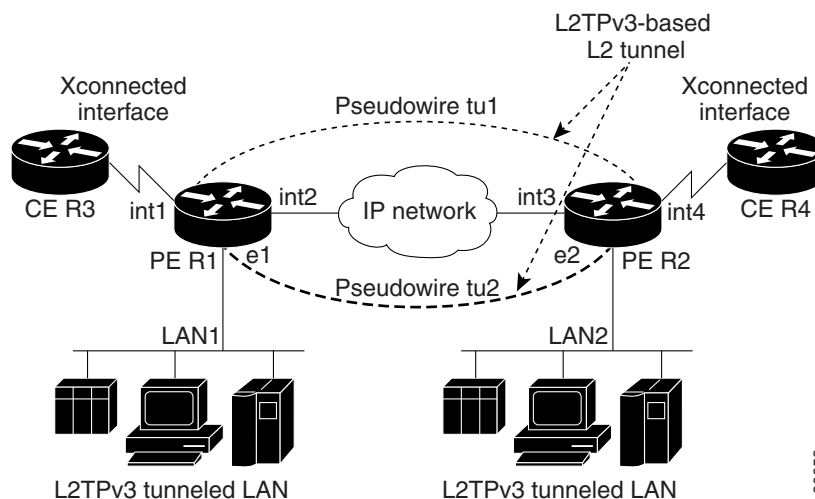 L2TPv3-based
L2 tunnel
Xconnected
interface
Xconnected
interface
Pseudowire tu1
CE R3
int1
int2
IP network
int3
int4
CE R4
PE R1
e1
e2
PE R2
Pseudowire tu2
LAN1
LAN2
L2TPv3 tunneled LAN
L2TPv3 tunneled LAN